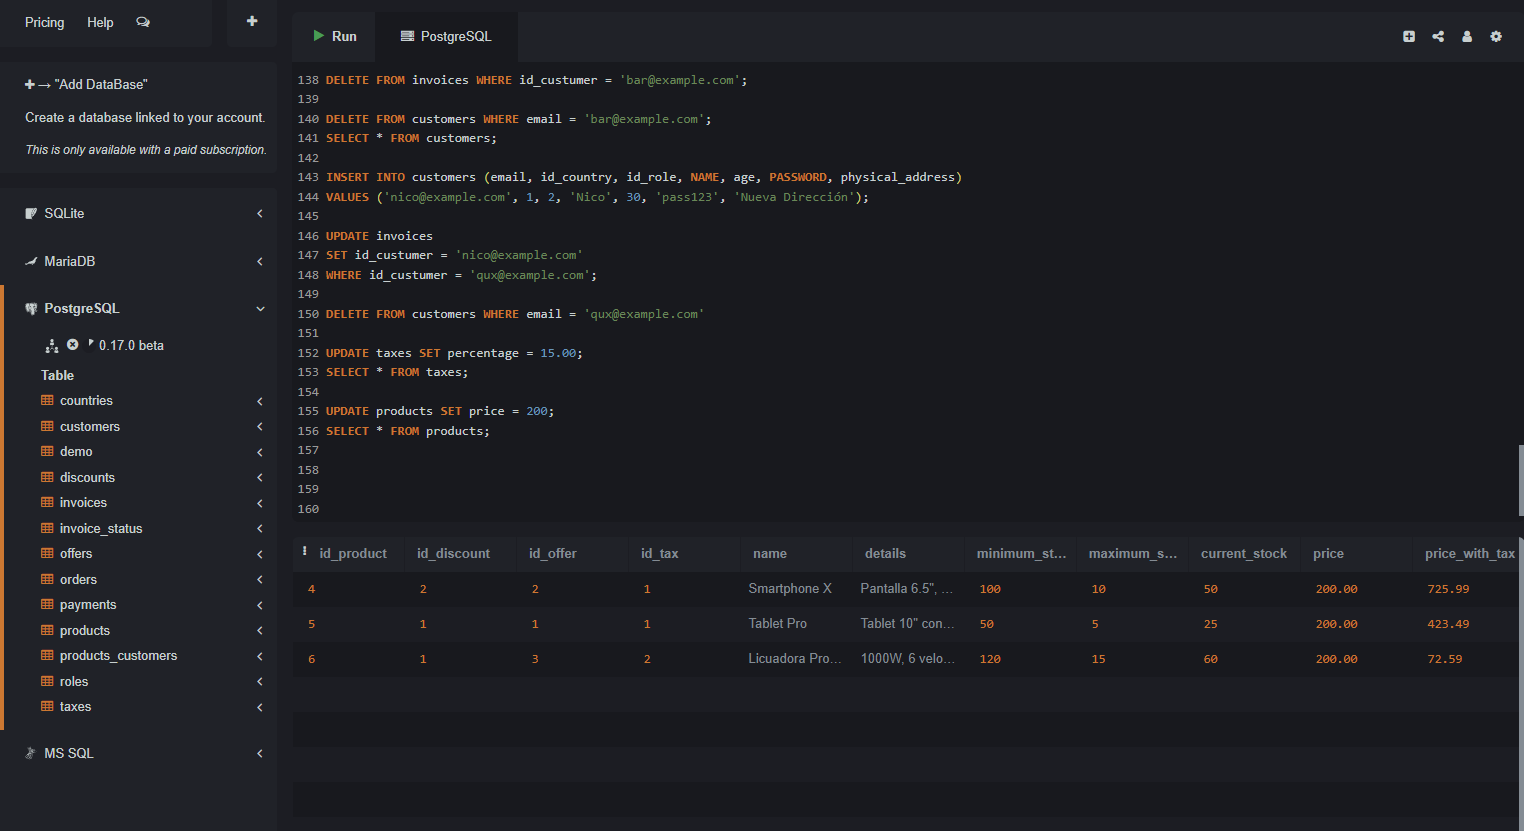 Pricing Help
Run PostgreSQL
"Add DataBase"
Create a database linked to your account.
This is only available with a paid subscription.
SQLite
MariaDB
PostgreSQL
0.17.0 beta
Table
countries
customers
demo
discounts
invoices
invoice_status
offers
orders
payments
products
products_customers
roles
taxes
MS SQL
138 DELETE FROM invoices WHERE id_custumer = 'bar@example.com';
139
140 DELETE FROM customers WHERE email = 'bar@example.com';
141 SELECT * FROM customers;
142
143 INSERT INTO customers (email, id_country, id_role, NAME, age, PASSWORD, physical_address)
144 VALUES ('nico@example.com', 1, 2, 'Nico', 30, 'pass123', 'Nueva Dirección');
145
146 UPDATE invoices
147 SET id_custumer = 'nico@example.com'
148 WHERE id_custumer = 'qux@example.com';
149
150 DELETE FROM customers WHERE email = 'qux@example.com'
151
152 UPDATE taxes SET percentage = 15.00;
153 SELECT * FROM taxes;
154
155 UPDATE products SET price = 200;
156 SELECT * FROM products;
157
158
159
160
id_product id_discount id_offer id_tax name details minimum_st... maximum_s... current_stock price price_with_tax
4 2 2 1 Smartphone X Pantalla 6.5", ... 100 10 50 200.00 725.99
5 1 1 1 Tablet Pro Tablet 10" con... 50 5 25 200.00 423.49
6 1 3 2 Licuadora Pro... 1000W, 6 velo... 120 15 60 200.00 72.59